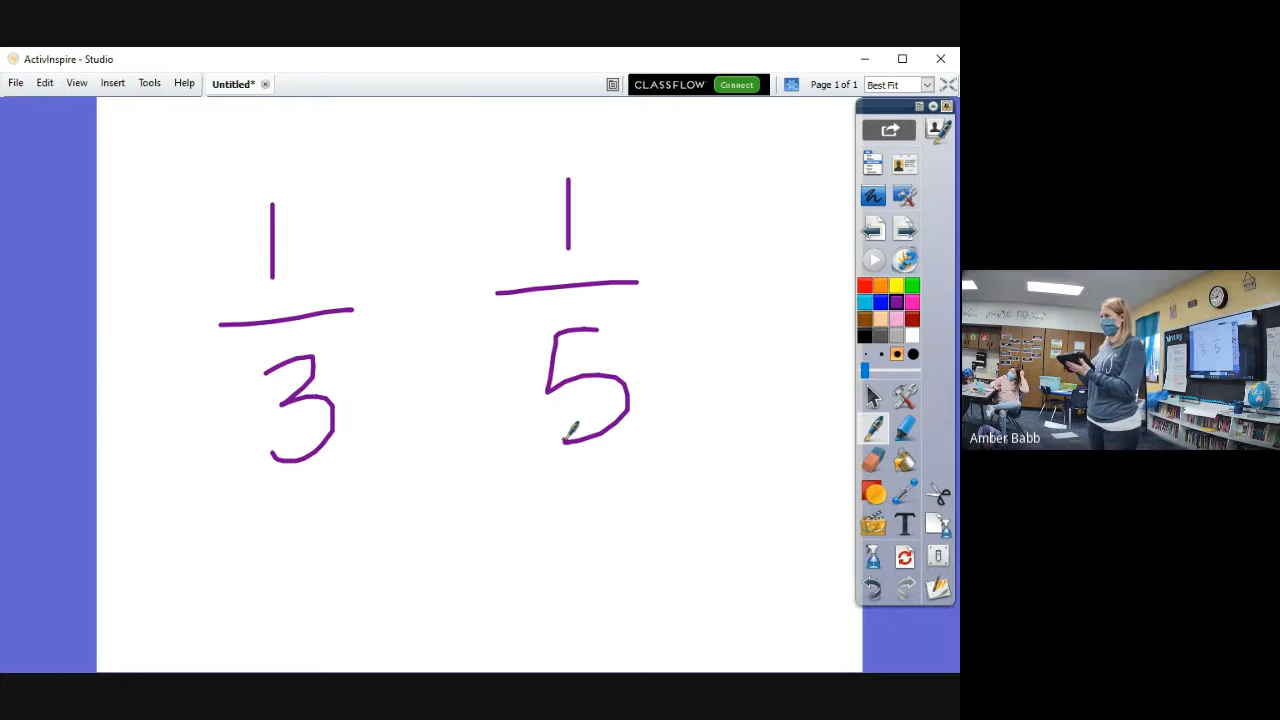 ActivInspire - Studio
File Edit View Insert Tools Help Untitled*
CLASSFLOW Connect
Page 1 of 1 Best Fit
1 1
3 5
T
Amber Babb